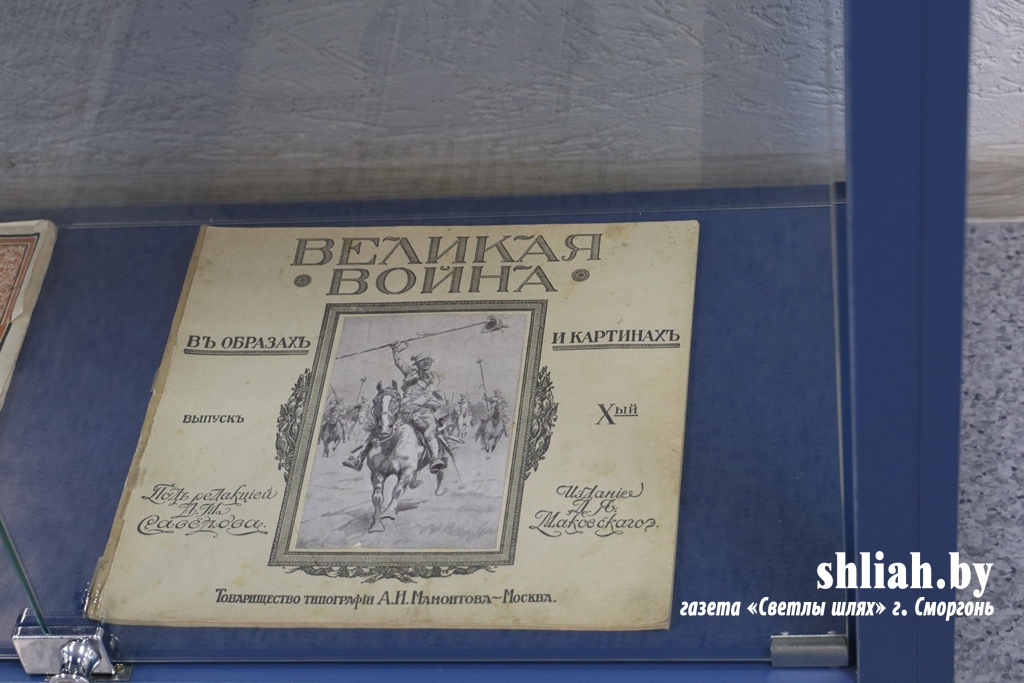 ВЕЛИКАЯ
ВОЙНА
ВЪ ОБРАЗАХЪ
И КАРТИНАХЪ
ВЫПУСКЪ
Xый
Подъ редакціей
Изданіе
Д. Я.
Маковскаго.
Товарищество типографіи А. И. Мамонтова~Москва.
shliah.by
газета «Светлы шлях» г. Сморгонь